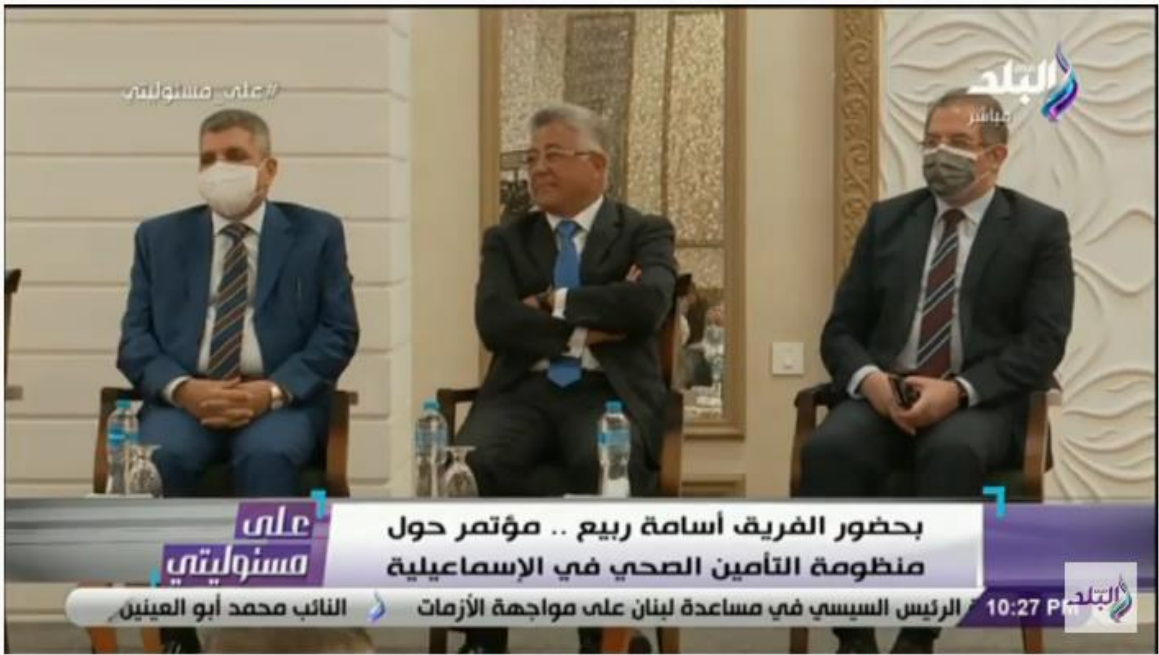 #على_مسئوليتي
البلد
مباشر
على
مسئوليتي
بحضور الفريق أسامة ربيع .. مؤتمر حول
منظومة التأمين الصحي في الإسماعيلية
10:27 PM
الرئيس السيسي في مساعدة لبنان على مواجهة الأزمات
النائب محمد أبو العينين
البلد